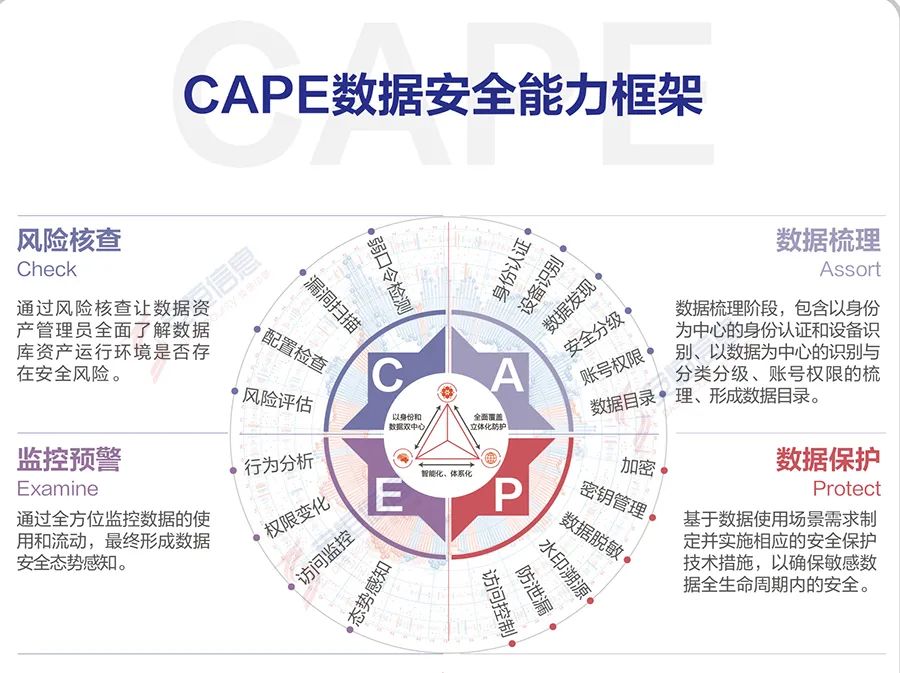 CAPE
CAPE数据安全能力框架
风险核查
Check
通过风险核查让数据资
产管理员全面了解数据
库资产运行环境是否存
在安全风险。
数据梳理
Assort
数据梳理阶段，包含以身份
为中心的身份认证和设备识
别、以数据为中心的识别与
分类分级、账号权限的梳
理、形成数据目录。
弱口令检测
漏洞扫描
配置检查
风险评估
身份认证
设备识别
数据发现
安全分级
账号权限
数据目录
C
A
以身份和
数据双中心
全面覆盖
立体化防护
智能化、体系化
E
P
监控预警
Examine
通过全方位监控数据的使
用和流动，最终形成数据
安全态势感知。
行为分析
权限变化
访问监控
态势感知
加密
密钥管理
数据脱敏
水印溯源
防泄漏
访问控制
数据保护
Protect
基于数据使用场景需求制
定并实施相应的安全保护
技术措施，以确保敏感数
据全生命周期内的安全。